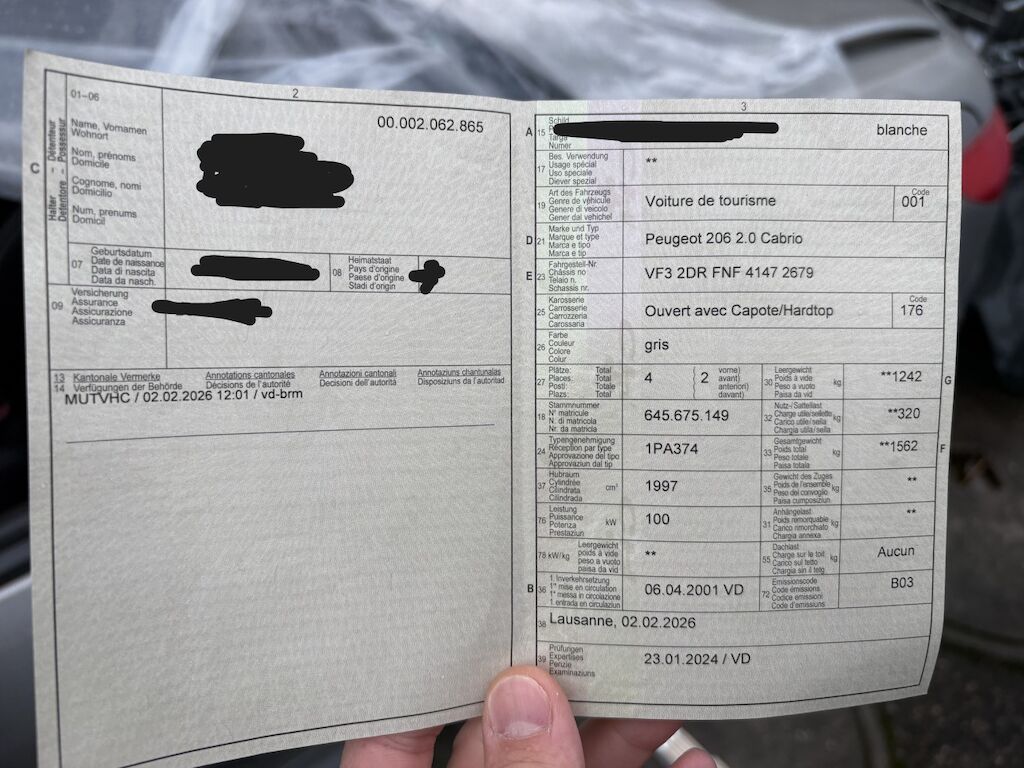 2
01-06
C
Halter - Détenteur
Detentore - Possessur
Name, Vornamen
Wohnort
Nom, prénoms
Domicile
Cognome, nomi
Domicilio
Num, prenums
Domicil
00.002.062.865
07
Geburtsdatum
Date de naissance
Data di nascita
Data da nasch.
08
Heimatstaat
Pays d'origine
Paese d'origine
Stadi d'origin
09
Versicherung
Assurance
Assicurazione
Assicuranza
13 Kantonale Vermerke Annotations cantonales Annotazioni cantonali Annotaziuns chantunalas
14 Verfügungen der Behörde Décisions de l'autorité Decisioni dell'autorità Disposiziuns da l'autoritad
MUTVHC / 02.02.2026 12:01 / vd-brm
3
A
15
Schild
Targa
Numer
blanche
17
Bes. Verwendung
Usage spécial
Uso speciale
Diever spezial
**
19
Art des Fahrzeugs
Genre de véhicule
Genere di veicolo
Gener dal vehichel
Voiture de tourisme
Code
001
D
21
Marke und Typ
Marque et type
Marca e tipo
Marca e tip
Peugeot 206 2.0 Cabrio
E
23
Fahrgestell-Nr.
Châssis no
Telaio n.
Schassis nr.
VF3 2DR FNF 4147 2679
25
Karosserie
Carrosserie
Carrozzeria
Carossaria
Ouvert avec Capote/Hardtop
Code
176
26
Farbe
Couleur
Colore
Colur
gris
27
Plätze: Total
Places: Total
Posti: Totale
Plazs: Total
4
2
vorne)
avant)
anteriori)
davant)
30
Leergewicht
Poids à vide
Peso a vuoto
Paisa da vid
kg
**1242
G
18
Stammnummer
N° matricule
N. di matricola
Nr. da matricla
645.675.149
32
Nutz-/Sattellast
Charge utile/sellette
Carico utile/sella
Chargia utila/sella
kg
**320
24
Typengenehmigung
Réception par type
Approvazione del tipo
Approvaziun dal tip
1PA374
33
Gesamtgewicht
Poids total
Peso totale
Paisa totala
kg
**1562
F
37
Hubraum
Cylindrée
Cilindrata
Cilindrada
cm³
1997
35
Gewicht des Zuges
Poids de l'ensemble
Peso del convoglio
Paisa cumposiziun
kg
**
76
Leistung
Puissance
Potenza
Prestaziun
kW
100
31
Anhängelast
Poids remorquable
Carico rimorchiato
Chargia annexa
kg
**
78 kW/kg
Leergewicht
poids à vide
peso a vuoto
paisa da vid
**
55
Dachlast
Charge sur le toit
Carico sul tetto
Chargia sin il tetg
kg
Aucun
B
36
1. Inverkehrsetzung
1re mise en circulation
1a messa in circolazione
1. entrada en circulaziun
06.04.2001 VD
72
Emissionscode
Code émissions
Codice emissioni
Code d'emissiuns
B03
38
Lausanne, 02.02.2026
39
Prüfungen
Expertises
Perizie
Examinaziuns
23.01.2024 / VD